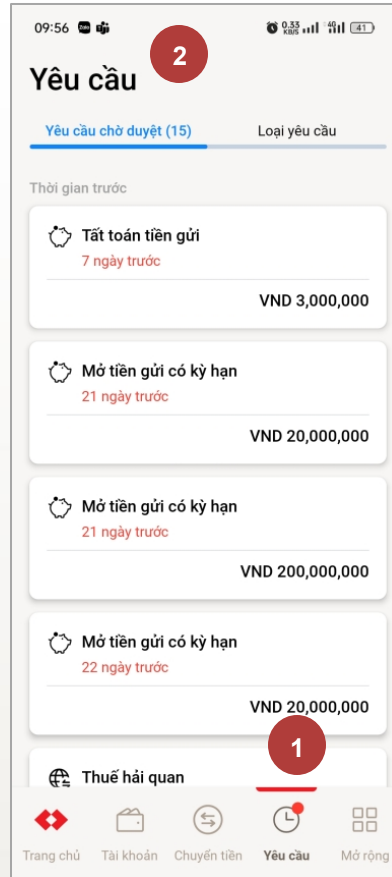 09:56 Zalo 0.33 KB/S 4G 41
2
Yêu cầu
Yêu cầu chờ duyệt (15) Loại yêu cầu
Thời gian trước
Tất toán tiền gửi
7 ngày trước
VND 3,000,000
Mở tiền gửi có kỳ hạn
21 ngày trước
VND 20,000,000
Mở tiền gửi có kỳ hạn
21 ngày trước
VND 200,000,000
Mở tiền gửi có kỳ hạn
22 ngày trước
VND 20,000,000
1
Thuế hải quan
Trang chủ Tài khoản Chuyển tiền Yêu cầu Mở rộng